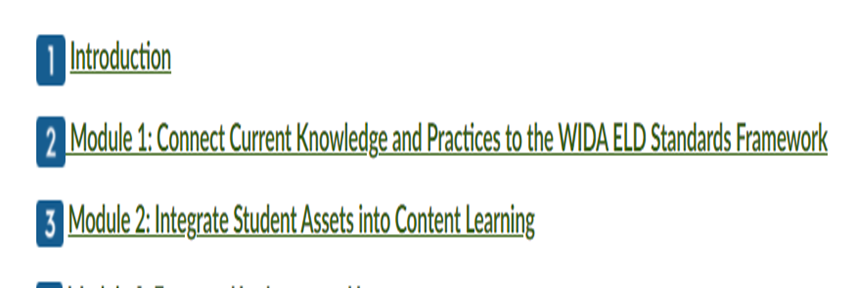 1 Introduction
2 Module 1: Connect Current Knowledge and Practices to the WIDA ELD Standards Framework
3 Module 2: Integrate Student Assets into Content Learning